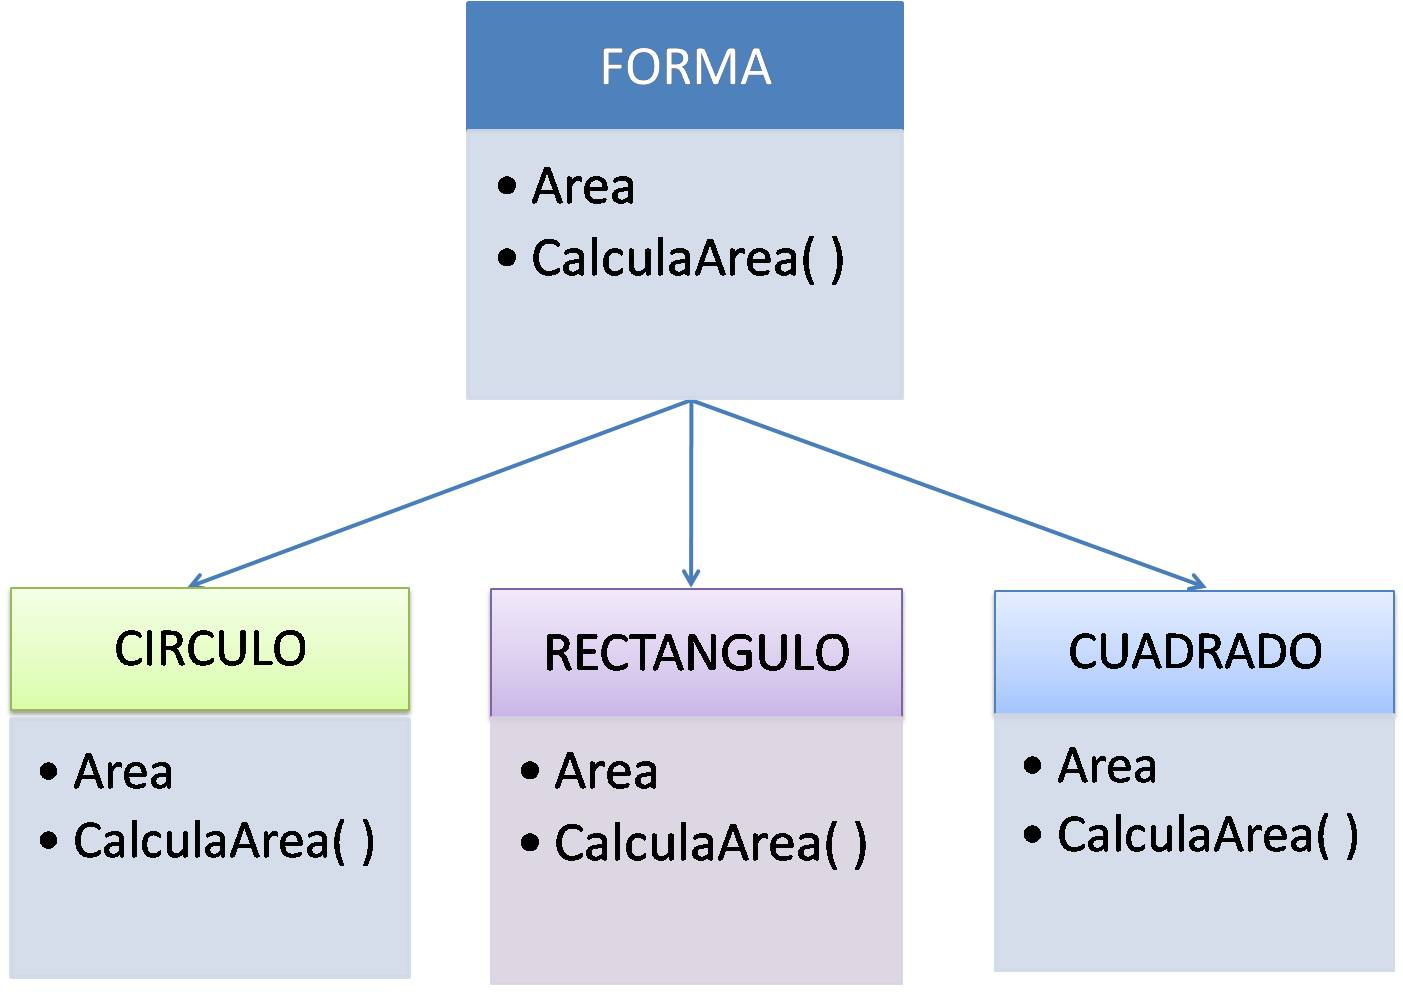 FORMA
• Area
• CalculaArea( )
CIRCULO
• Area
• CalculaArea( )
RECTANGULO
• Area
• CalculaArea( )
CUADRADO
• Area
• CalculaArea( )